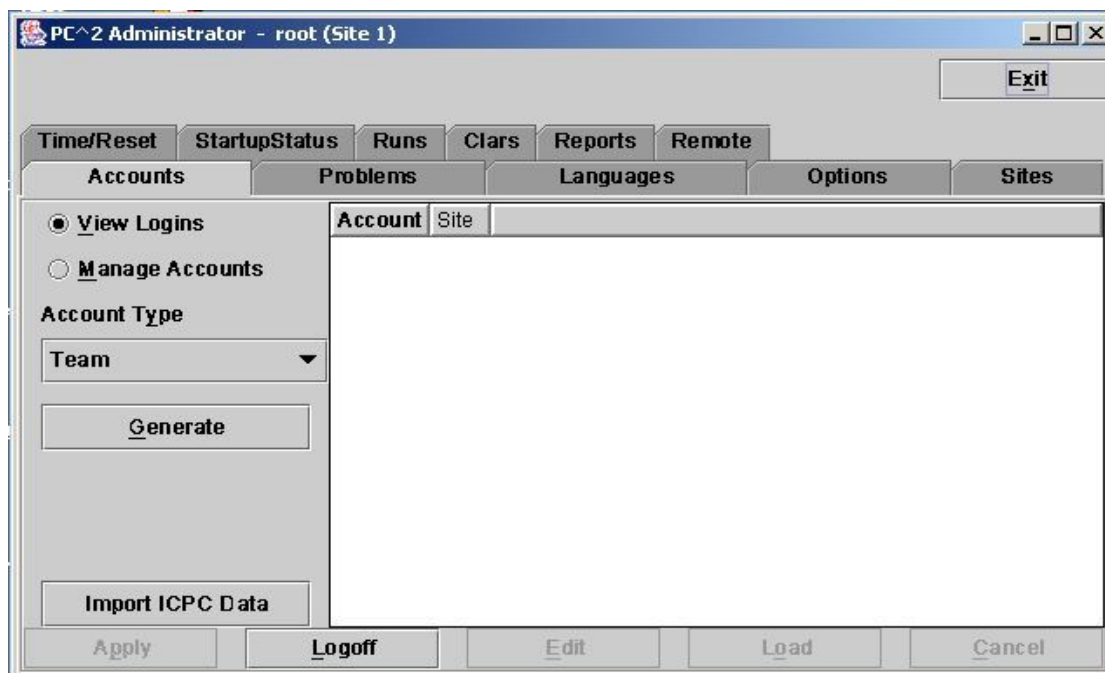 PC^2 Administrator - root (Site 1)
Exit
Time/Reset StartupStatus Runs Clars Reports Remote
Accounts Problems Languages Options Sites
View Logins
Account Site
Manage Accounts
Account Type
Team
Generate
Import ICPC Data
Apply Logoff Edit Load Cancel